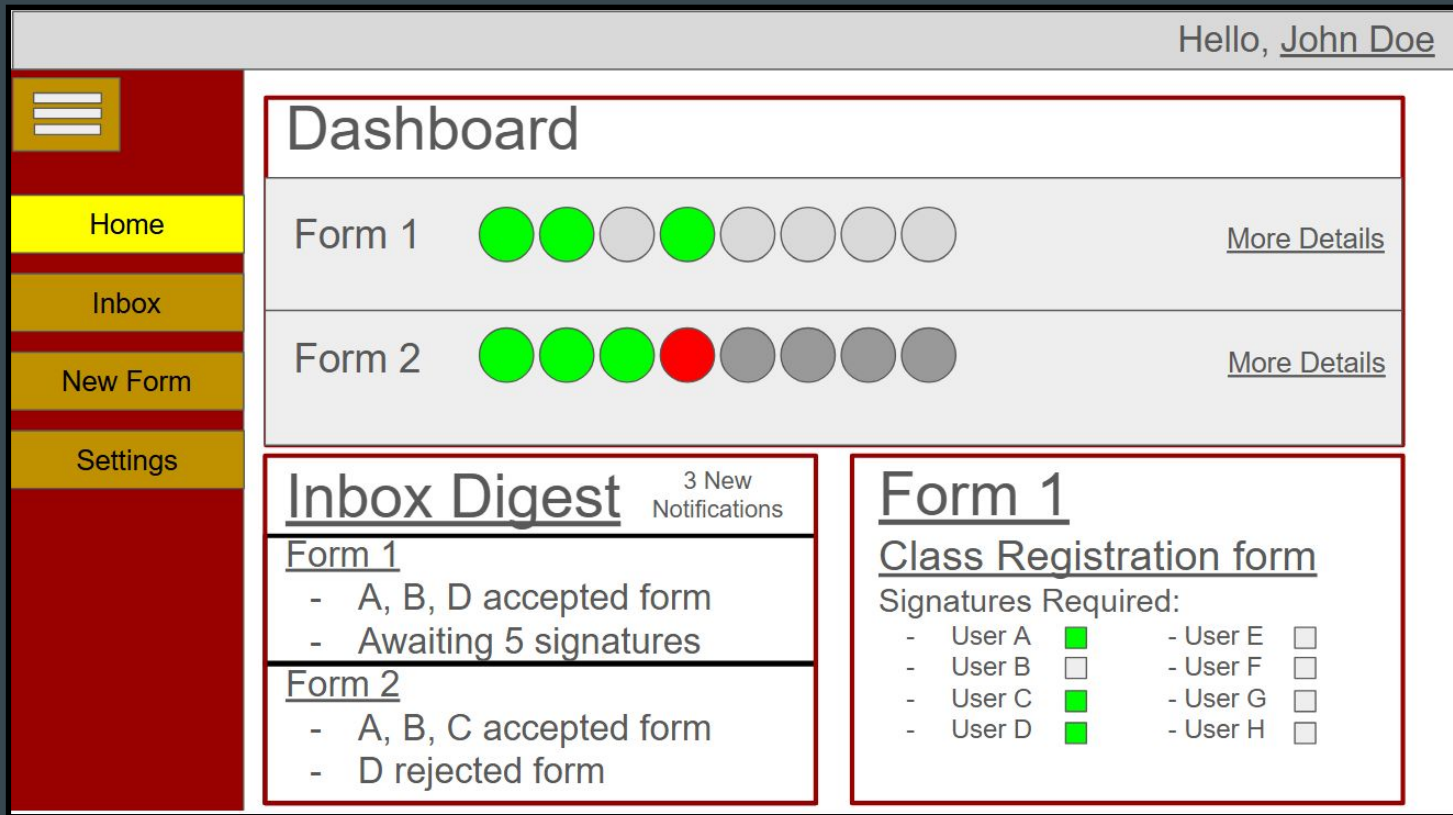 Hello, John Doe
Home
Inbox
New Form
Settings
Dashboard
Form 1
More Details
Form 2
More Details
Inbox Digest
3 New
Notifications
Form 1
- A, B, D accepted form
- Awaiting 5 signatures
Form 2
- A, B, C accepted form
- D rejected form
Form 1
Class Registration form
Signatures Required:
- User A
- User B
- User C
- User D
- User E
- User F
- User G
- User H